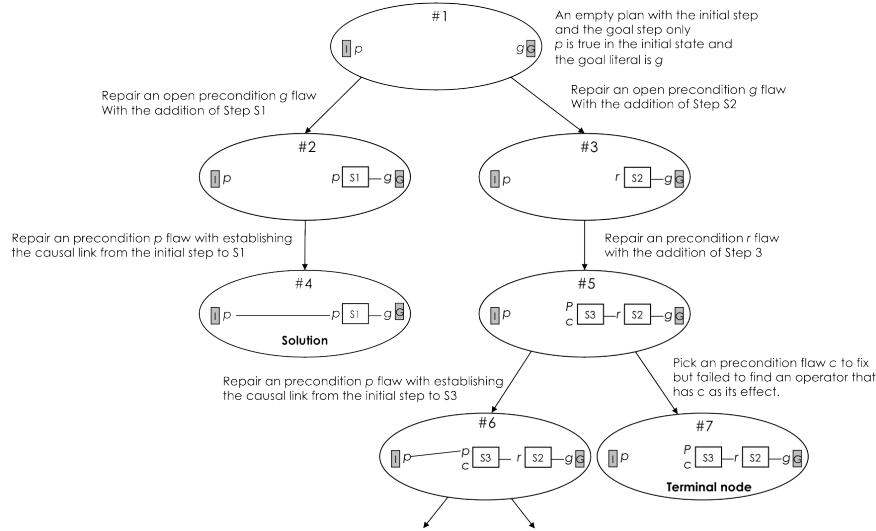 #1
An empty plan with the initial step
and the goal step only
p is true in the initial state and
the goal literal is g
I p
g G
Repair an open precondition g flaw
With the addition of Step S1
Repair an open precondition g flaw
With the addition of Step S2
#2
I p
p S1 g G
#3
I p
r S2 g G
Repair an precondition p flaw with establishing
the causal link from the initial step to S1
Repair an precondition r flaw
with the addition of Step 3
#4
I p p S1 g G
Solution
#5
P
I p S3 r S2 g G
c
Repair an precondition p flaw with establishing
the causal link from the initial step to S3
Pick an precondition flaw c to fix
but failed to find an operator that
has c as its effect.
#6
I p p S3 r S2 g G
c
#7
P
I p S3 r S2 g G
c
Terminal node